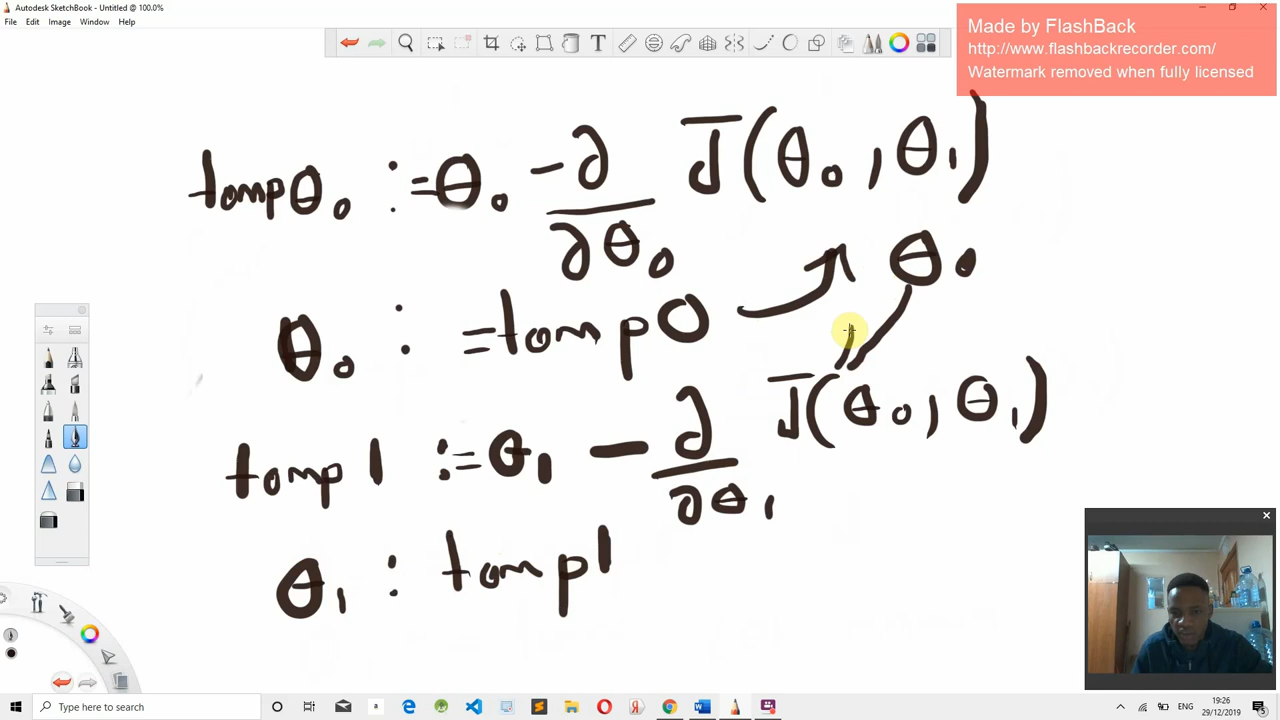 Autodesk SketchBook - Untitled @ 100.0%
File Edit Image Window Help
Made by FlashBack
http://www.flashbackrecorder.com/
Watermark removed when fully licensed
tempθ₀ := θ₀ - ∂/∂θ₀ J(θ₀, θ₁)
θ₀ := temp0 θ₀
temp1 := θ₁ - ∂/∂θ₁ J(θ₀, θ₁)
θ₁ : temp1
Type here to search
ENG
19:26
29/12/2019